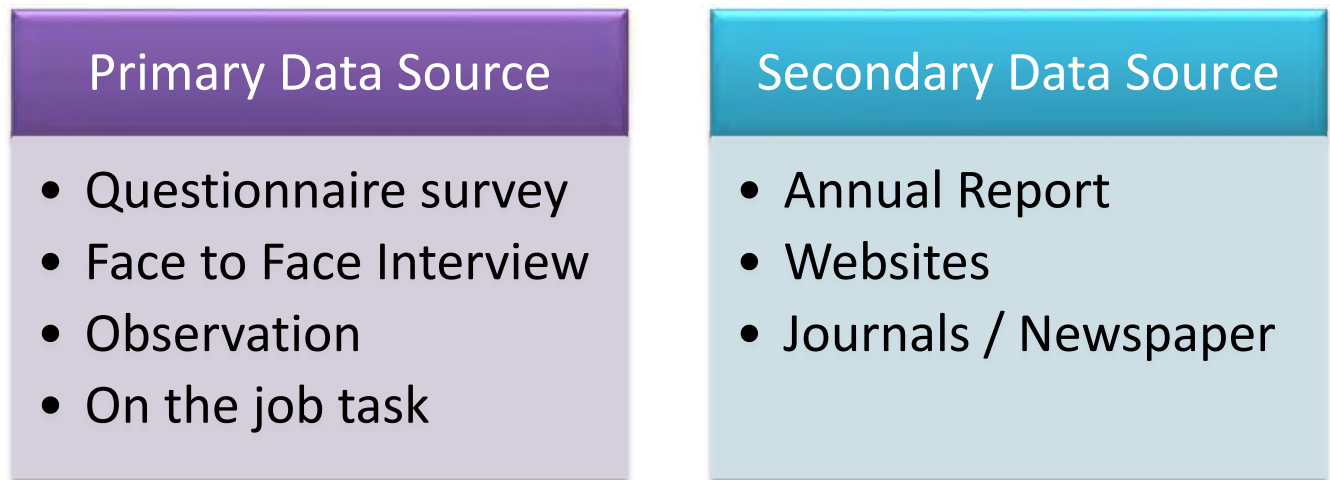 Primary Data Source
• Questionnaire survey
• Face to Face Interview
• Observation
• On the job task
Secondary Data Source
• Annual Report
• Websites
• Journals / Newspaper